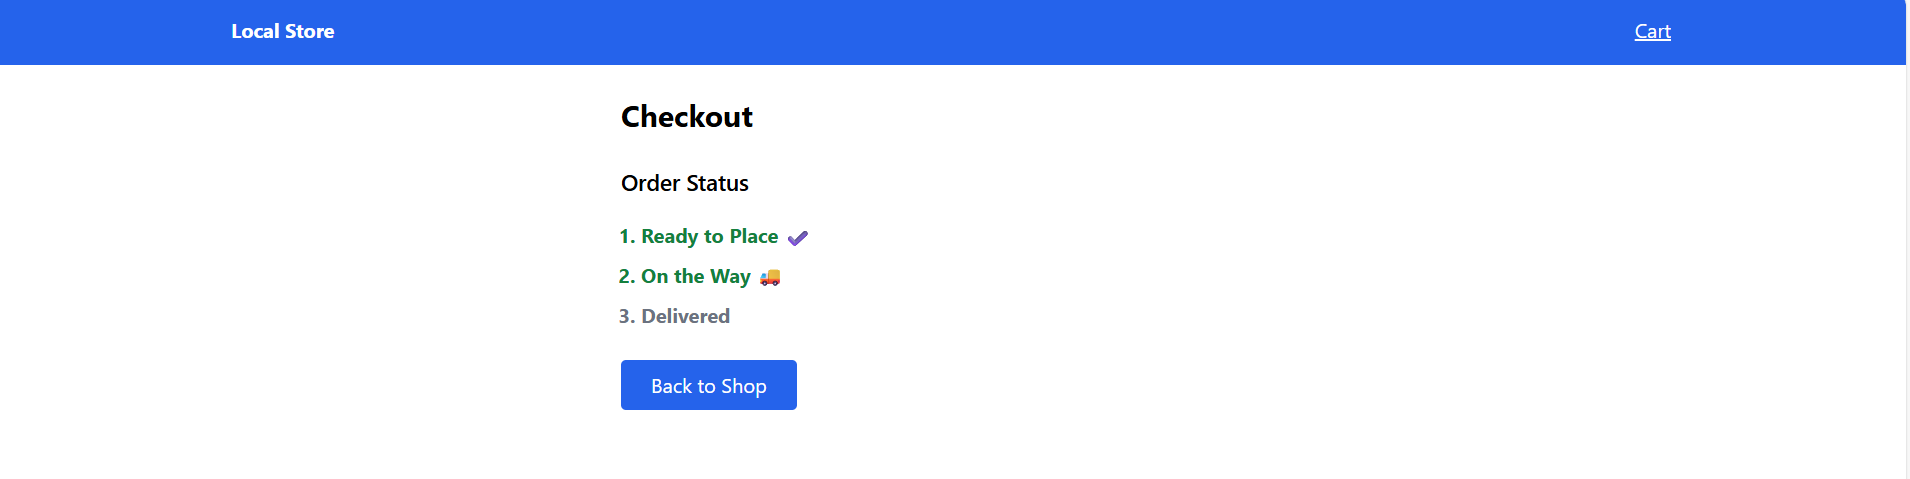 Local Store Cart
Checkout
Order Status
1. Ready to Place ✔
2. On the Way 🚚
3. Delivered
Back to Shop